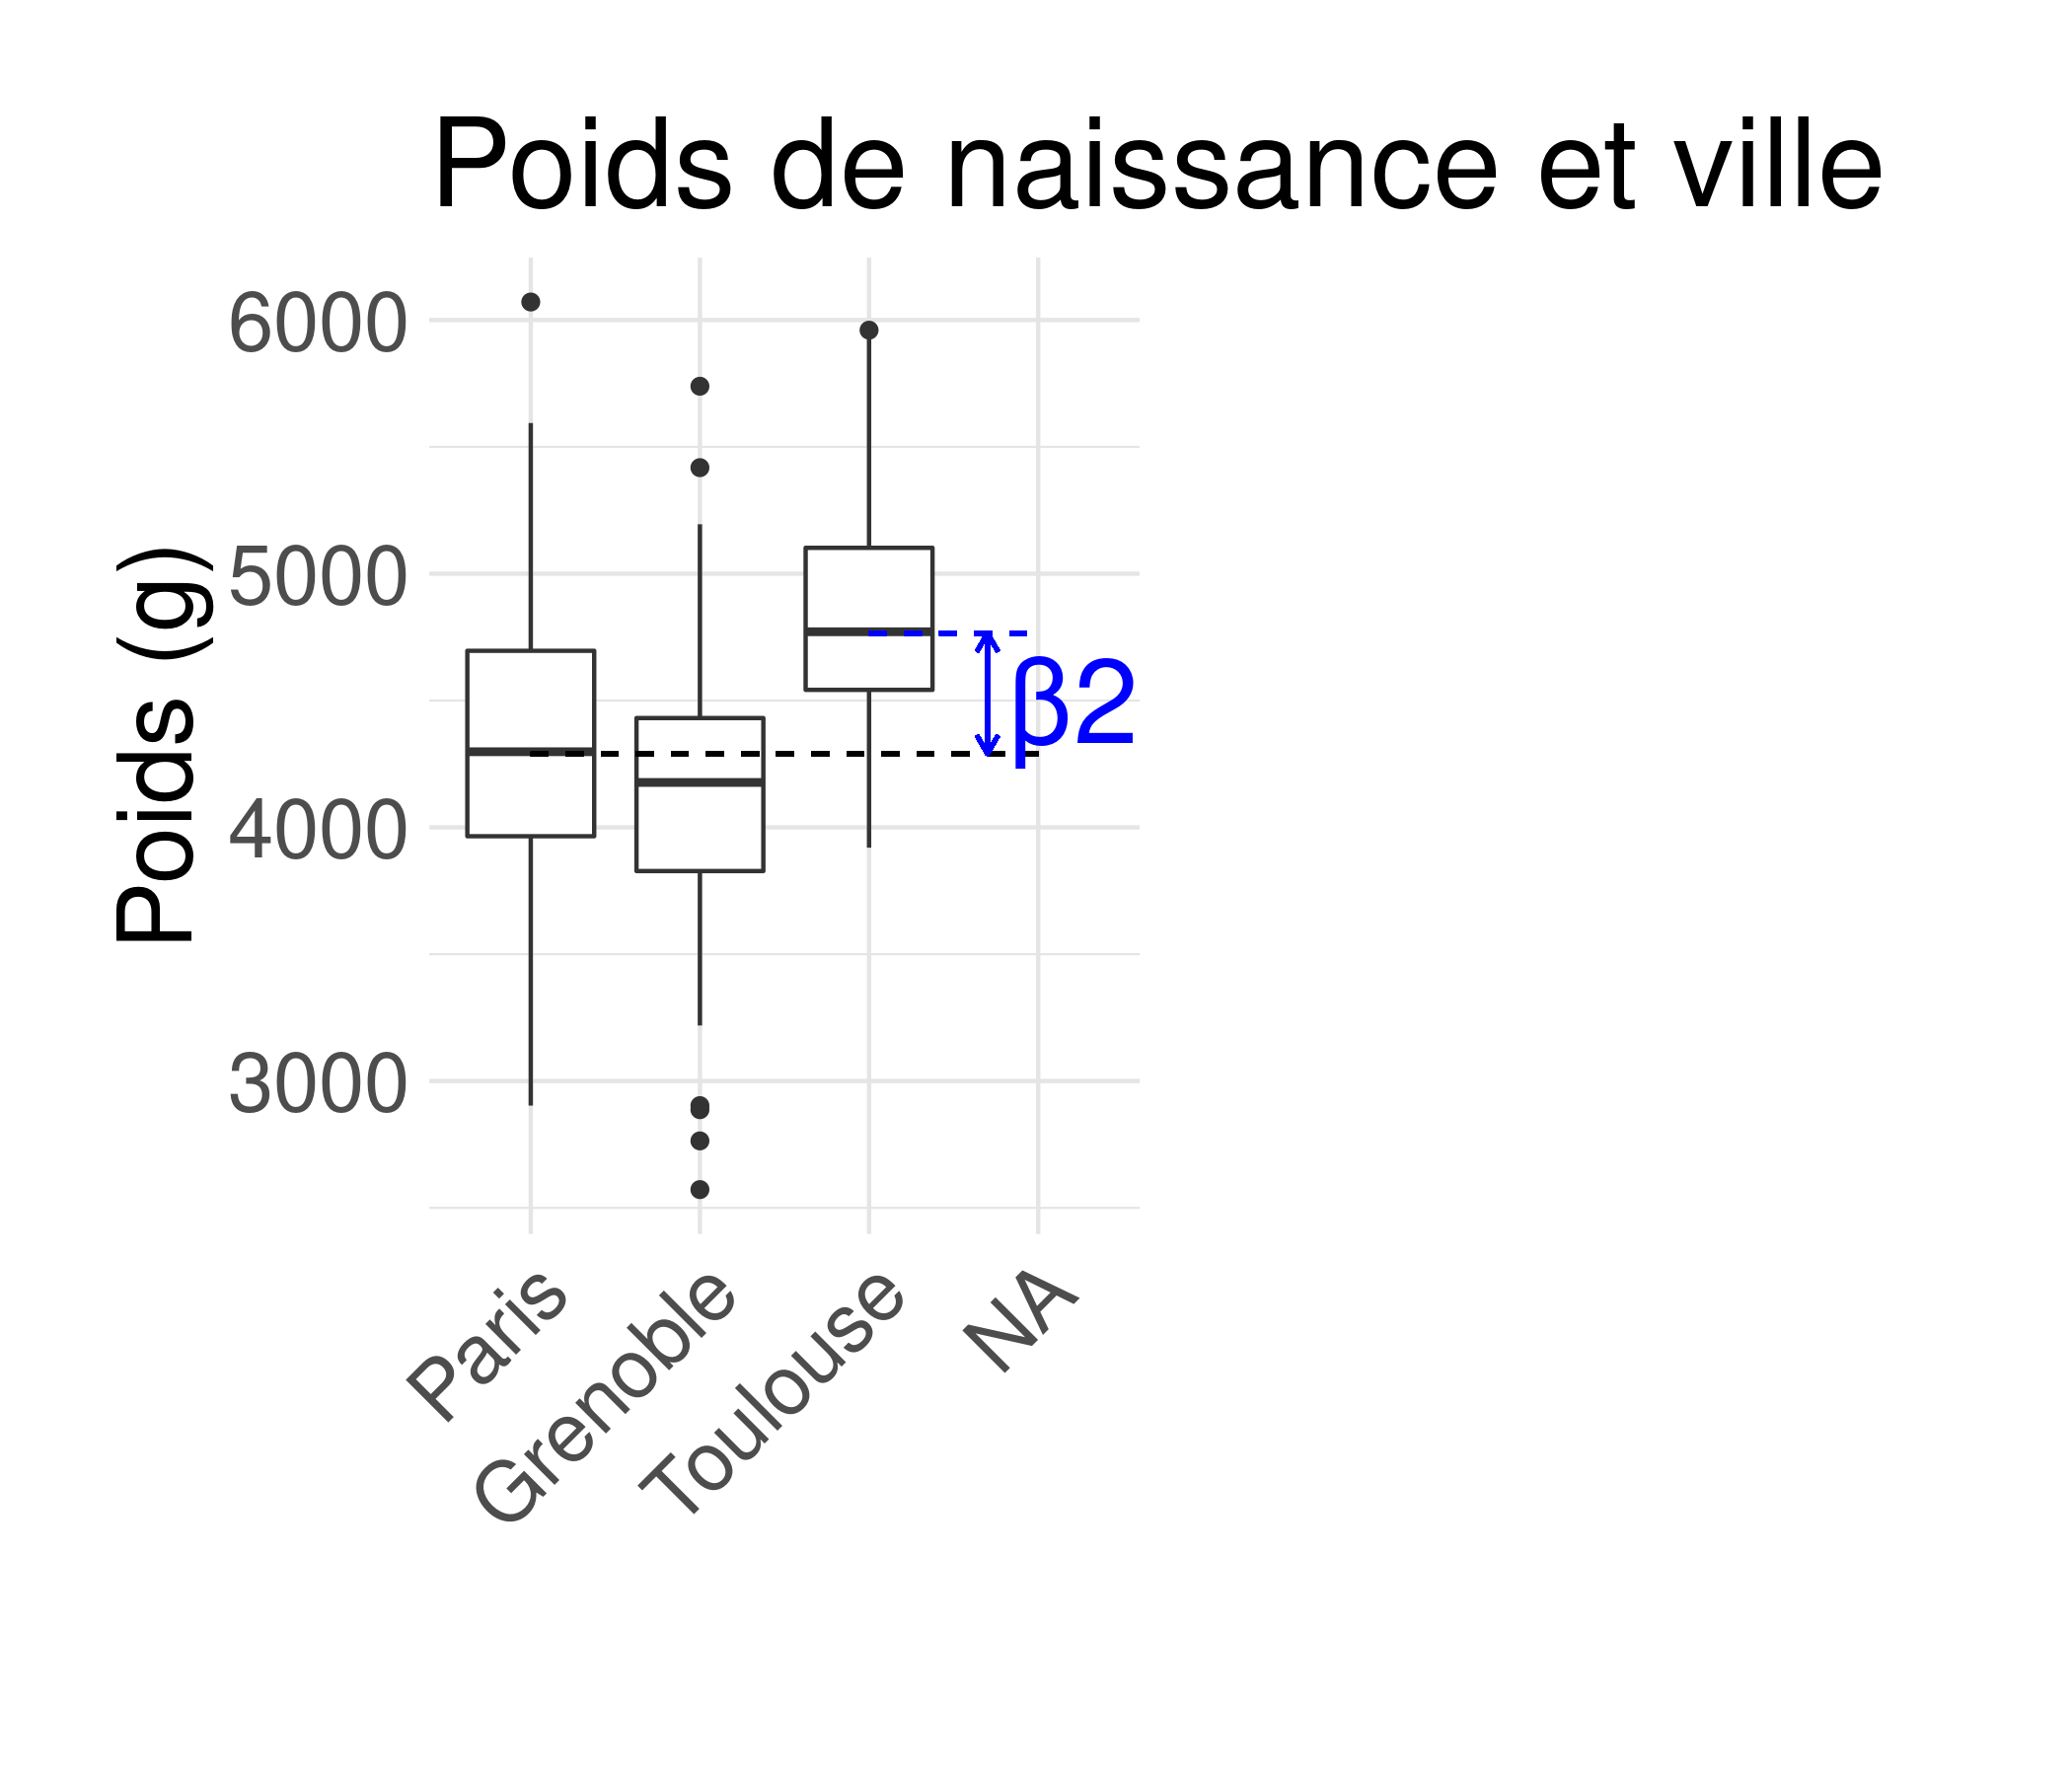 Poids de naissance et ville
Poids (g)
6000
5000
4000
3000
β2
Paris
Grenoble
Toulouse
NA